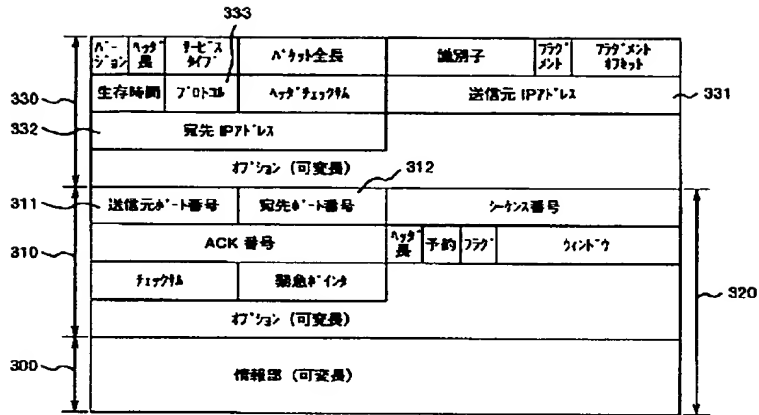 333
バージョン ヘッダ長 サービスタイプ パケット全長 識別子 フラグメント フラグメントオフセット
330 生存時間 プロトコル ヘッダチェックサム 送信元 IPアドレス 331
332 宛先 IPアドレス
オプション (可変長)
312
311 送信元ポート番号 宛先ポート番号 シーケンス番号
310 ACK 番号 ヘッダ長 予約 フラグ ウィンドウ
チェックサム 緊急ポインタ 320
オプション (可変長)
300 情報部 (可変長)